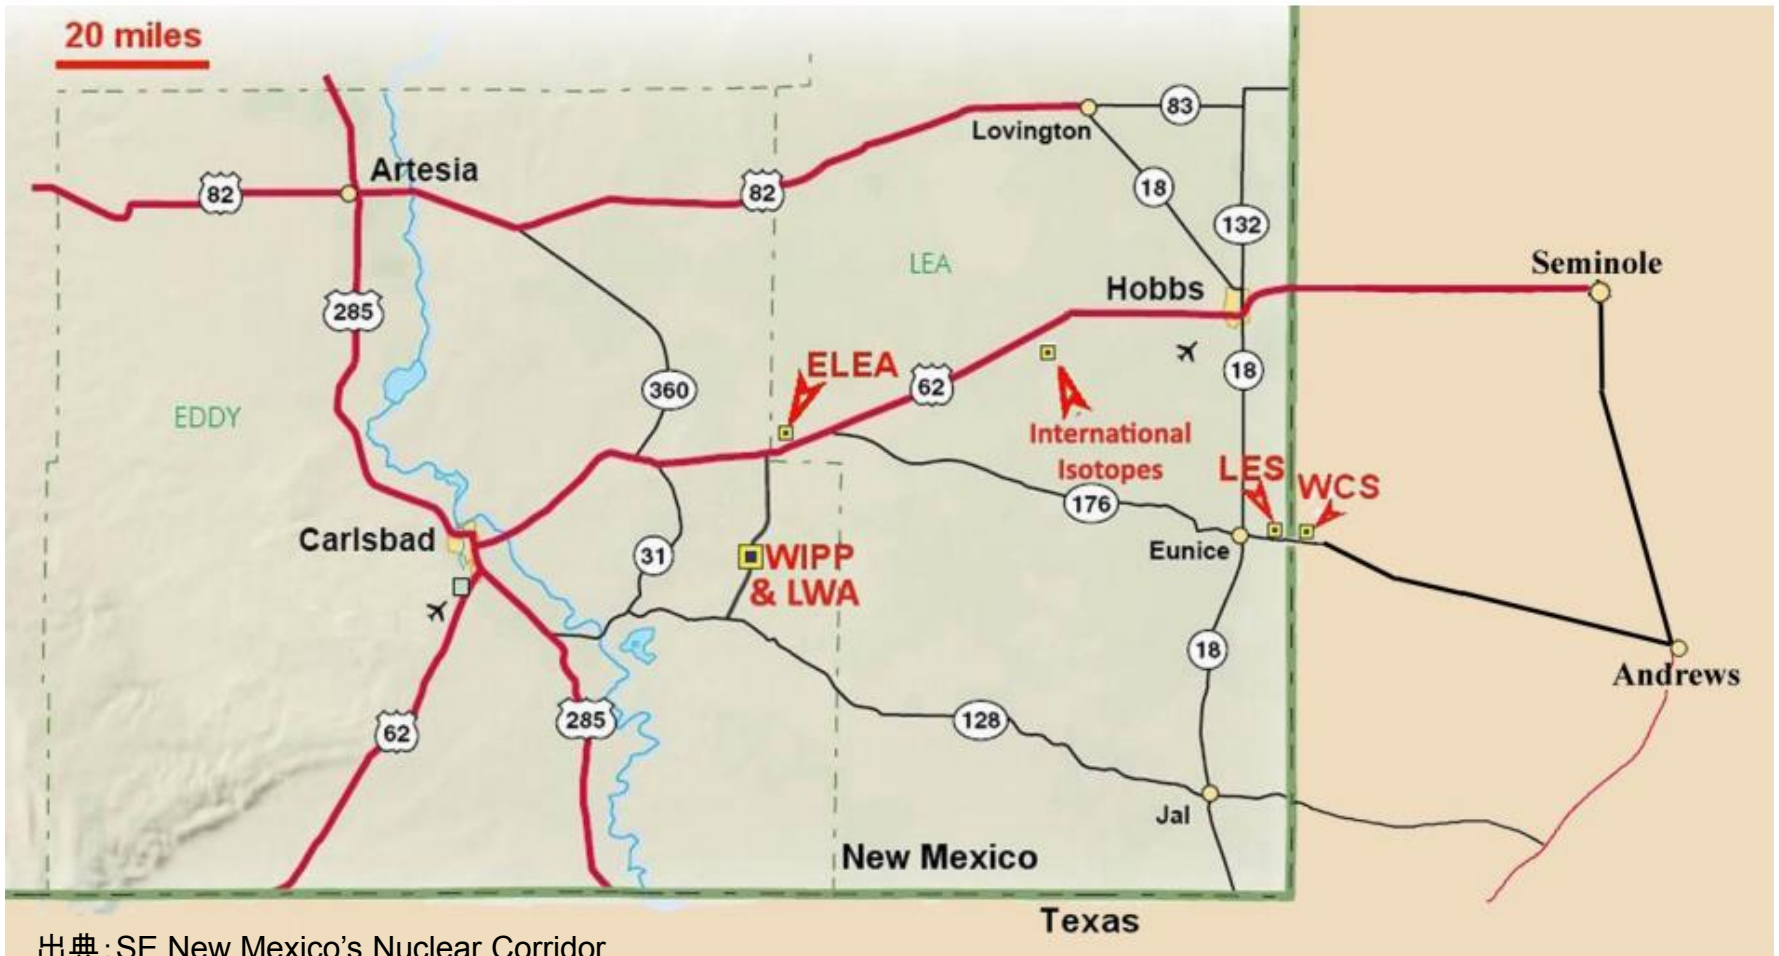 20 miles
83
Lovington
Artesia
82
82
18
132
LEA
Seminole
Hobbs
285
ELEA
18
360
62
EDDY
International
Isotopes
LES
WCS
176
Carlsbad
31
Eunice
WIPP
& LWA
18
Andrews
62
285
128
Jal
New Mexico
Texas
出典：SE New Mexico’s Nuclear Corridor